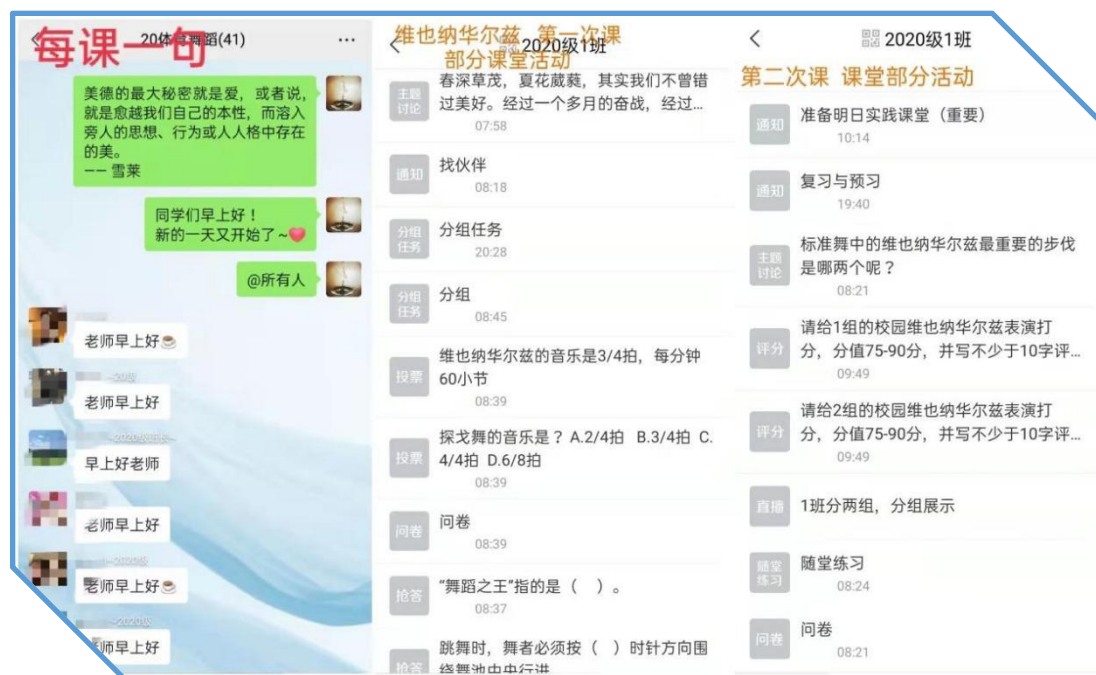 每课一句
20体育舞蹈(41)
美德的最大秘密就是爱，或者说，
就是愈越我们自己的本性，而溶入
旁人的思想、行为或人人格中存在
的美。
—— 雪莱
同学们早上好！
新的一天又开始了~❤
@所有人
老师早上好☕
~20级
老师早上好
早上好老师
老师早上好
~2020级
老师早上好☕
~2020级
师早上好
维也纳华尔兹 第一次课
部分课堂活动
2020级1班
主题
讨论
春深草茂，夏花葳蕤，其实我们不曾错
过美好。经过一个多月的奋战，经过...
07:58
通知
找伙伴
08:18
分组
任务
分组任务
20:28
分组
任务
分组
08:45
投票
维也纳华尔兹的音乐是3/4拍，每分钟
60小节
08:39
投票
探戈舞的音乐是？A.2/4拍 B.3/4拍 C.
4/4拍 D.6/8拍
08:39
问卷
问卷
08:39
抢答
“舞蹈之王”指的是（ ）。
08:37
抢答
跳舞时，舞者必须按（ ）时针方向围
绕舞池中央行进
2020级1班
第二次课 课堂部分活动
通知
准备明日实践课堂（重要）
10:14
通知
复习与预习
19:40
主题
讨论
标准舞中的维也纳华尔兹最重要的步伐
是哪两个呢？
08:21
评分
请给1组的校园维也纳华尔兹表演打
分，分值75-90分，并写不少于10字评...
09:49
评分
请给2组的校园维也纳华尔兹表演打
分，分值75-90分，并写不少于10字评...
09:49
直播
1班分两组，分组展示
随堂
练习
随堂练习
08:24
问卷
问卷
08:21